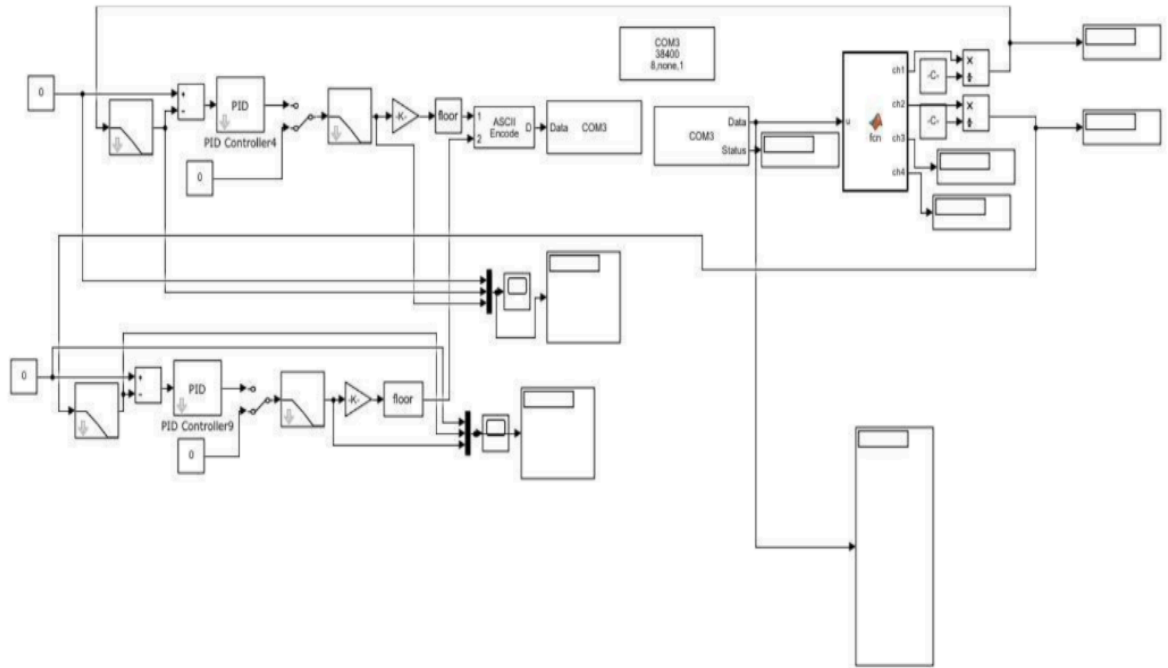 COM3
38400
8,none,1
0
+
-
PID
PID Controller4
-K-
floor
1
2
ASCII
Encode
D
Data
COM3
0
COM3
Data
Status
u
fcn
ch1
ch2
ch3
ch4
-C-
×
÷
-C-
×
÷
0
+
-
PID
PID Controller9
-K-
floor
0